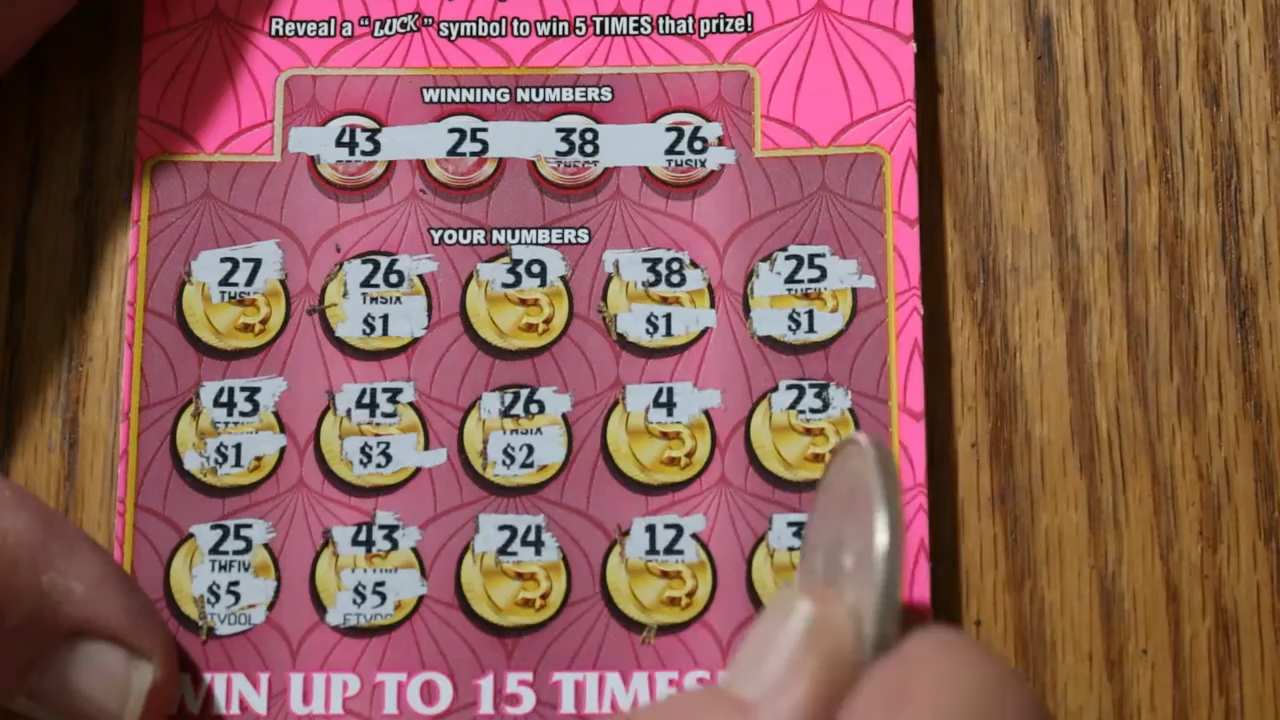 Reveal a "LUCK" symbol to win 5 TIMES that prize!
WINNING NUMBERS
43 25 38 26
THSIX
YOUR NUMBERS
27 26 39 38 25
THSIX
$1 $1 $1
43 43 26 4 23
$1 $3 $2
25 43 24 12 3
THFIV
$5 $5
WIN UP TO 15 TIMES